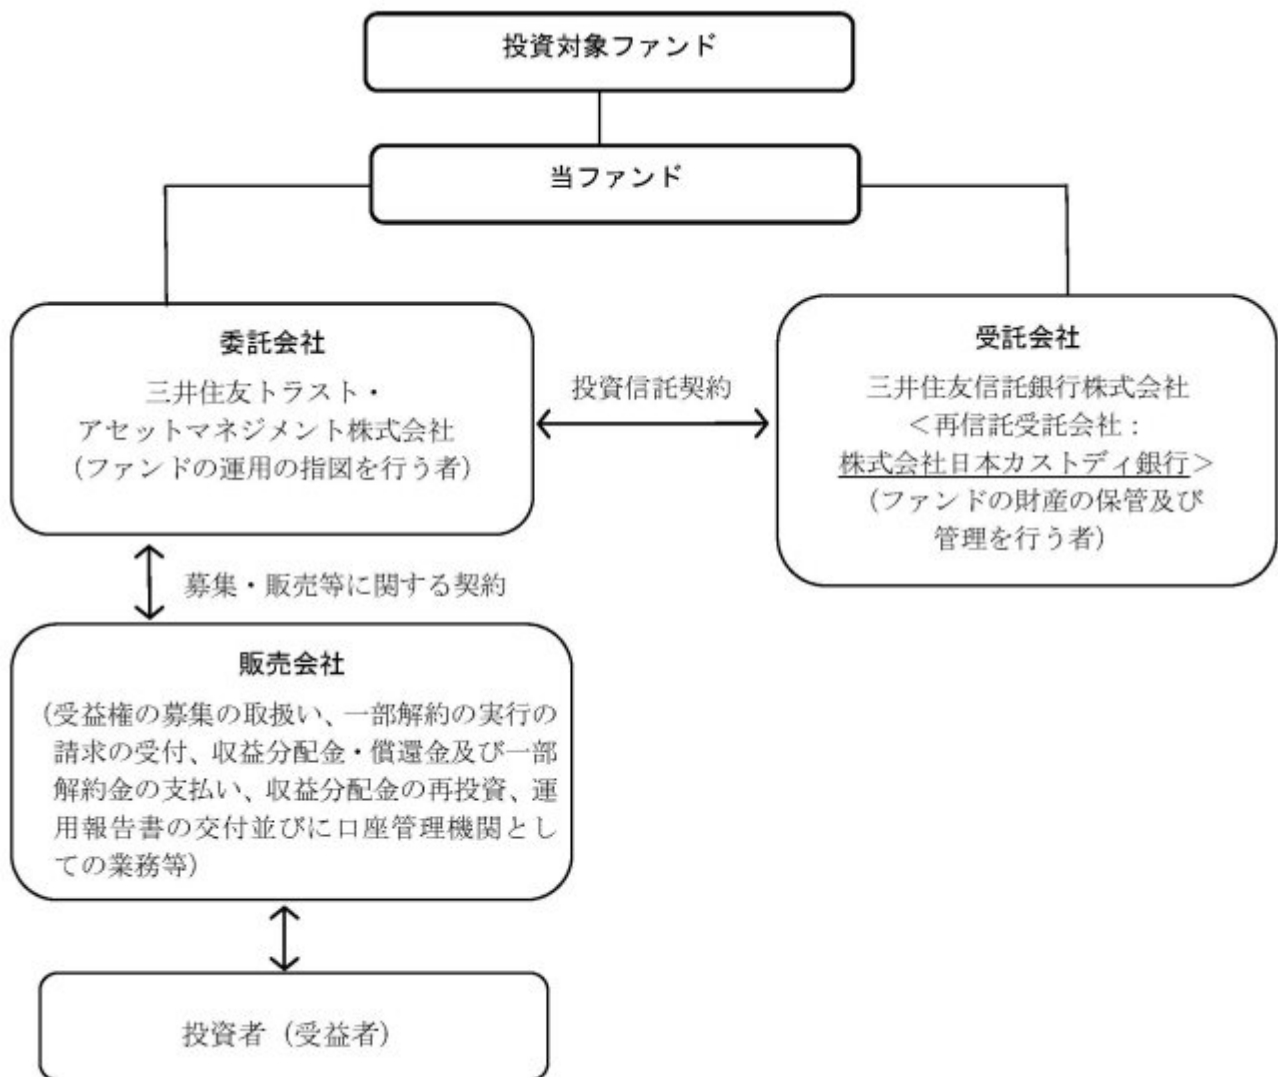 投資対象ファンド
当ファンド
委託会社
三井住友トラスト・
アセットマネジメント株式会社
（ファンドの運用の指図を行う者）
投資信託契約
受託会社
三井住友信託銀行株式会社
＜再信託受託会社：
株式会社日本カストディ銀行＞
（ファンドの財産の保管及び
管理を行う者）
募集・販売等に関する契約
販売会社
（受益権の募集の取扱い、一部解約の実行の
請求の受付、収益分配金・償還金及び一部
解約金の支払い、収益分配金の再投資、運
用報告書の交付並びに口座管理機関とし
ての業務等）
投資者（受益者）